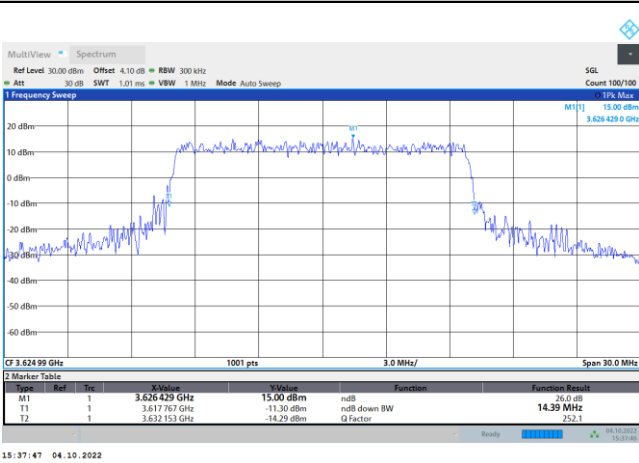 MultiView Spectrum
Ref Level 30.00 dBm Offset 4.10 dB RBW 300 kHz SGL
Att 30 dB SWT 1.01 ms VBW 1 MHz Mode Auto Sweep Count 100/100
1 Frequency Sweep 1Pk Max
M1[1] 15.00 dBm
3.626 429 0 GHz
20 dBm
M1
10 dBm
0 dBm
-10 dBm
-20 dBm
-30 dBm
-40 dBm
-50 dBm
-60 dBm
CF 3.624 99 GHz 1001 pts 3.0 MHz/ Span 30.0 MHz
2 Marker Table
Type Ref Trc X-Value Y-Value Function Function Result
M1 1 3.626 429 GHz 15.00 dBm ndB 26.0 dB
T1 1 3.617 767 GHz -11.30 dBm ndB down BW 14.39 MHz
T2 1 3.632 153 GHz -14.29 dBm Q Factor 252.1
Ready 04.10.2022
15:37:46
15:37:47 04.10.2022